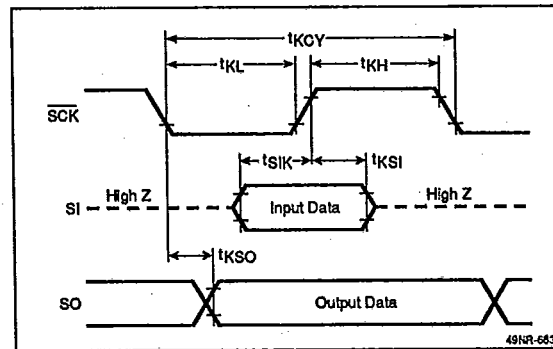 tKCY
tKL
tKH
SCK
tSIK
tKSI
SI
High Z
Input Data
High Z
tKSO
SO
Output Data